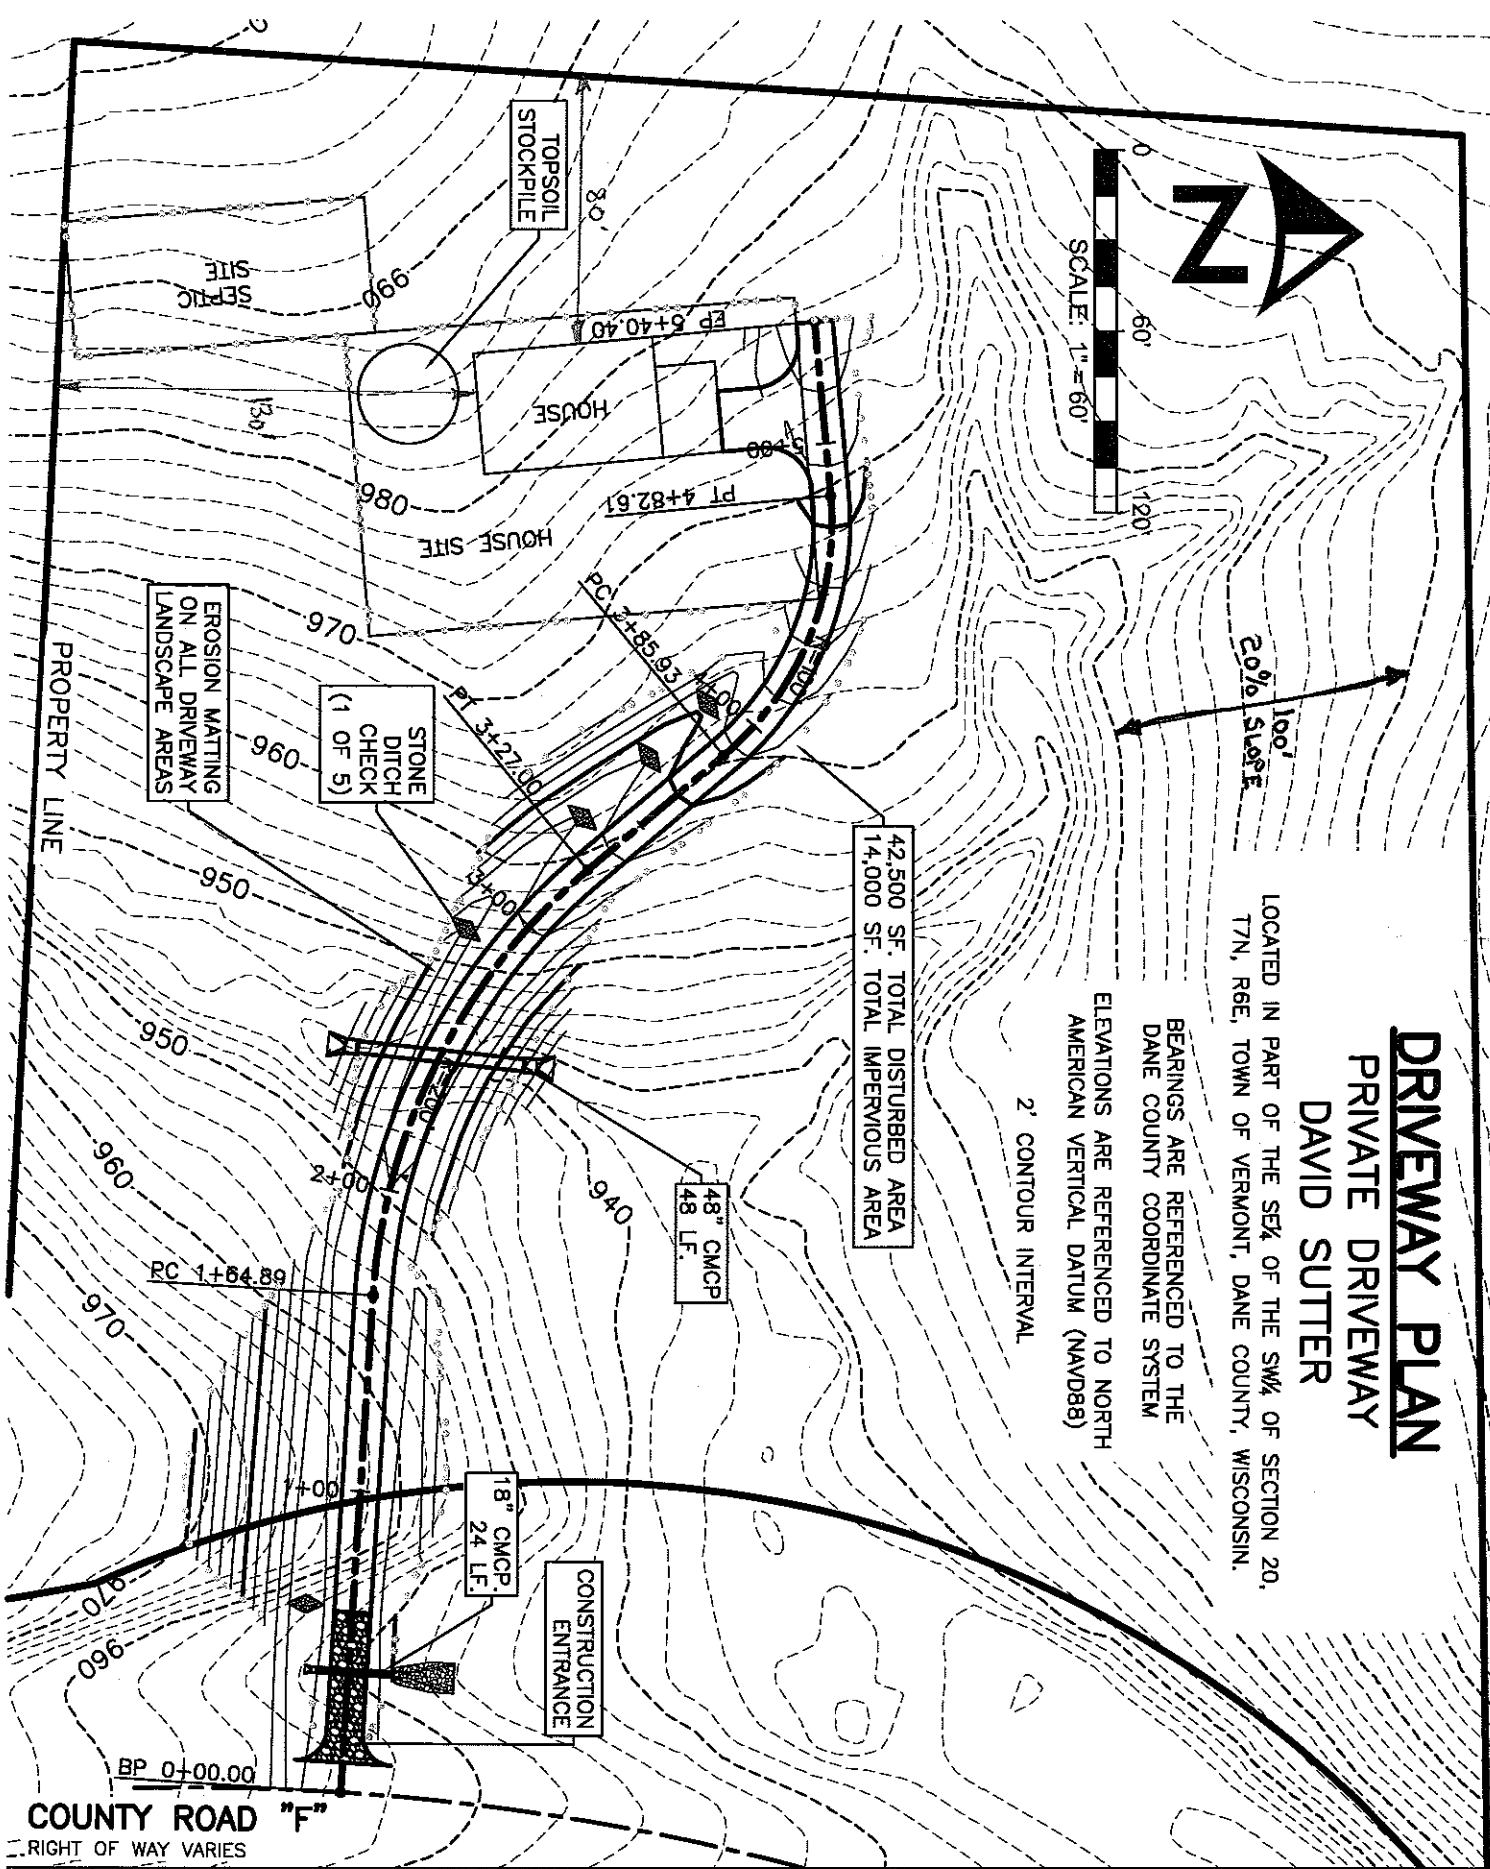 DRIVEWAY PLAN
PRIVATE DRIVEWAY
DAVID SUTTER
LOCATED IN PART OF THE SE¼ OF THE SW¼ OF SECTION 20,
T7N, R6E, TOWN OF VERMONT, DANE COUNTY, WISCONSIN.
BEARINGS ARE REFERENCED TO THE
DANE COUNTY COORDINATE SYSTEM
ELEVATIONS ARE REFERENCED TO NORTH
AMERICAN VERTICAL DATUM (NAVD88)
2' CONTOUR INTERVAL
N
0
60'
120'
SCALE: 1" = 60'
100'
20% SLOPE
42,500 SF. TOTAL DISTURBED AREA
14,000 SF. TOTAL IMPERVIOUS AREA
TOPSOIL
STOCKPILE
80'
SEPTIC
SITE
990
EP 5+40.40
HOUSE
130'
5+00
PT 4+82.61
980
HOUSE SITE
970
PC 3+85.93
4+00
4+00
PT 3+27.00
EROSION MATTING
ON ALL DRIVEWAY
LANDSCAPE AREAS
STONE
DITCH
CHECK
(1 OF 5)
960
950
3+00
PROPERTY LINE
950
960
970
2+00
940
48" CMCP
48 LF.
PC 1+64.89
1+00
18" CMCP.
24 LF.
CONSTRUCTION
ENTRANCE
970
960
BP 0+00.00
COUNTY ROAD "F"
RIGHT OF WAY VARIES